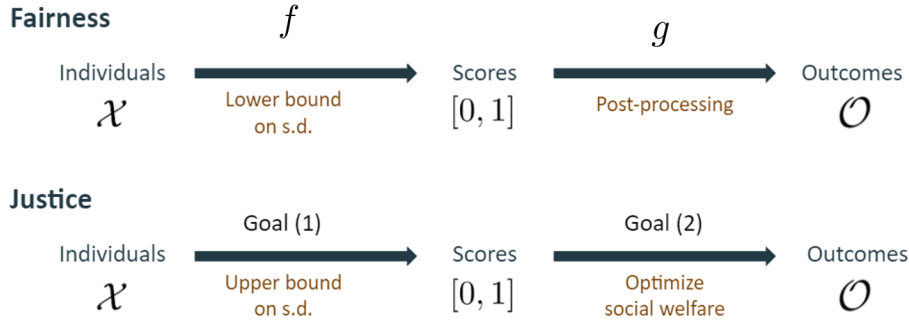 Fairness
f
g
Individuals
Scores
Outcomes
𝒳
[0, 1]
𝒪
Lower bound
on s.d.
Post-processing
Justice
Goal (1)
Goal (2)
Individuals
Scores
Outcomes
𝒳
[0, 1]
𝒪
Upper bound
on s.d.
Optimize
social welfare